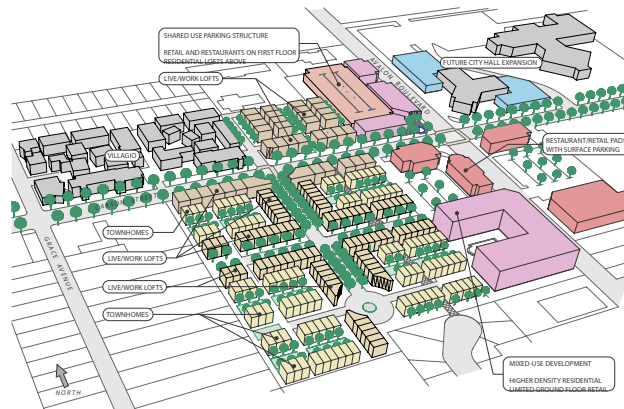 SHARED USE PARKING STRUCTURE
RETAIL AND RESTAURANTS ON FIRST FLOOR
RESIDENTIAL LOFTS ABOVE
LIVE/WORK LOFTS
AVALON BOULEVARD
FUTURE CITY HALL EXPANSION
RESTAURANT/RETAIL PADS
WITH SURFACE PARKING
VILLAGIO
CARSON STREET
GRACE AVENUE
TOWNHOMES
LIVE/WORK LOFTS
LIVE/WORK LOFTS
TOWNHOMES
MIXED-USE DEVELOPMENT
HIGHER DENSITY RESIDENTIAL
LIMITED GROUND FLOOR RETAIL
NORTH